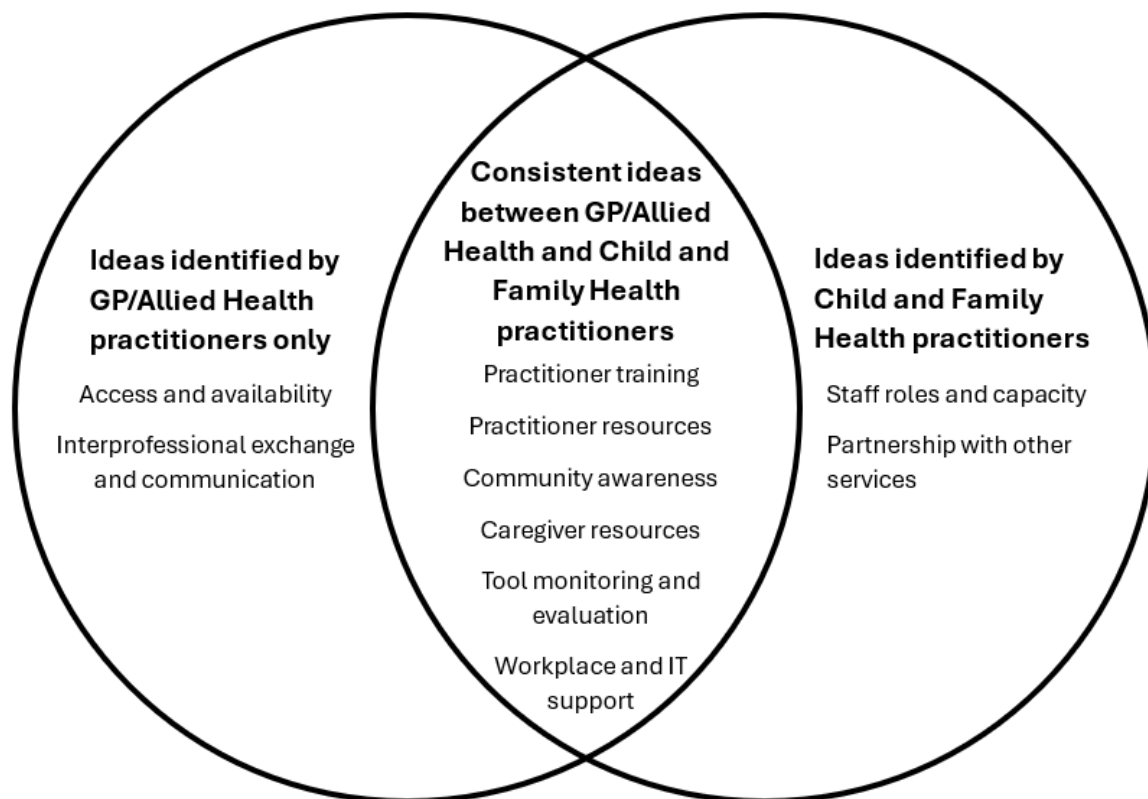 Ideas identified by
GP/Allied Health
practitioners only
Access and availability
Interprofessional exchange
and communication
Consistent ideas
between GP/Allied
Health and Child and
Family Health
practitioners
Practitioner training
Practitioner resources
Community awareness
Caregiver resources
Tool monitoring and
evaluation
Workplace and IT
support
Ideas identified by
Child and Family
Health practitioners
Staff roles and capacity
Partnership with other
services